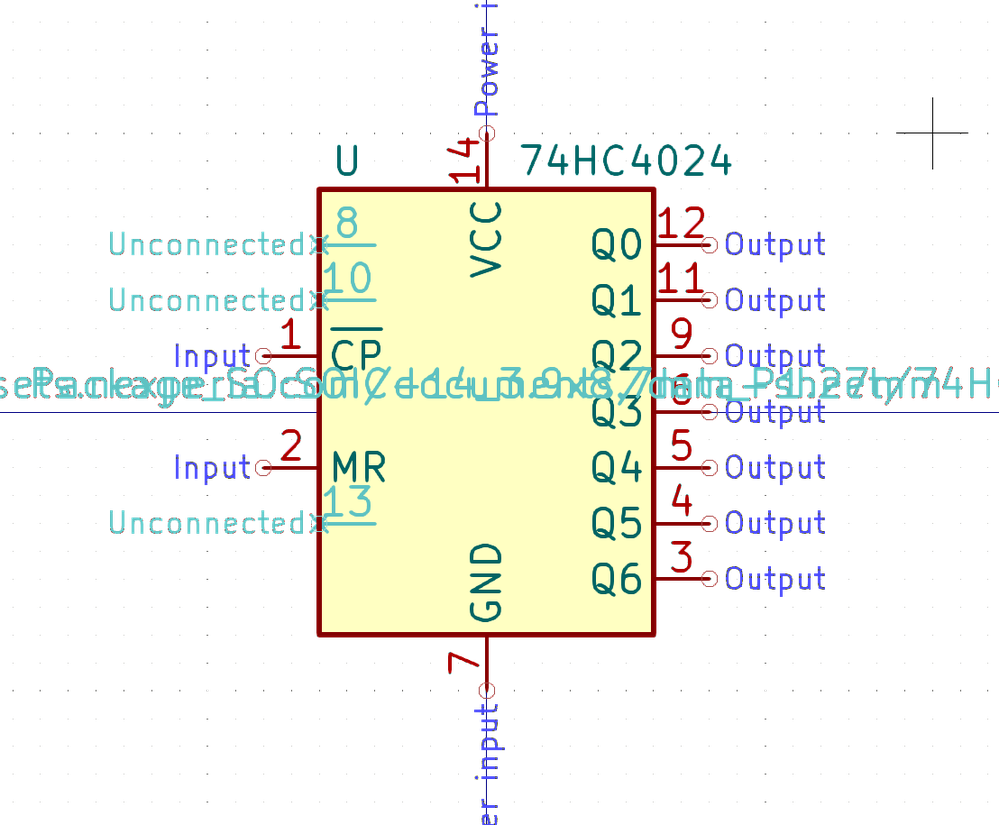 Power i
14
U 74HC4024
VCC
8 Unconnected
10 Unconnected
1 Input CP
2 Input MR
13 Unconnected
Q0 12 Output
Q1 11 Output
Q2 9 Output
Q3 6 Output
Q4 5 Output
Q5 4 Output
Q6 3 Output
GND
7
er input